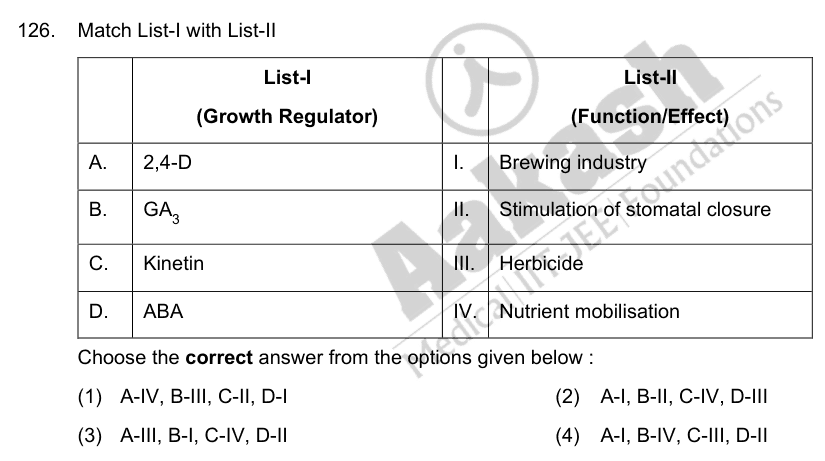 126. Match List-I with List-II
List-I
(Growth Regulator)
List-II
(Function/Effect)
A. 2,4-D I. Brewing industry
B. GA₃ II. Stimulation of stomatal closure
C. Kinetin III. Herbicide
D. ABA IV. Nutrient mobilisation
Choose the correct answer from the options given below :
(1) A-IV, B-III, C-II, D-I (2) A-I, B-II, C-IV, D-III
(3) A-III, B-I, C-IV, D-II (4) A-I, B-IV, C-III, D-II
Aakash
Medical|IIT-JEE|Foundations